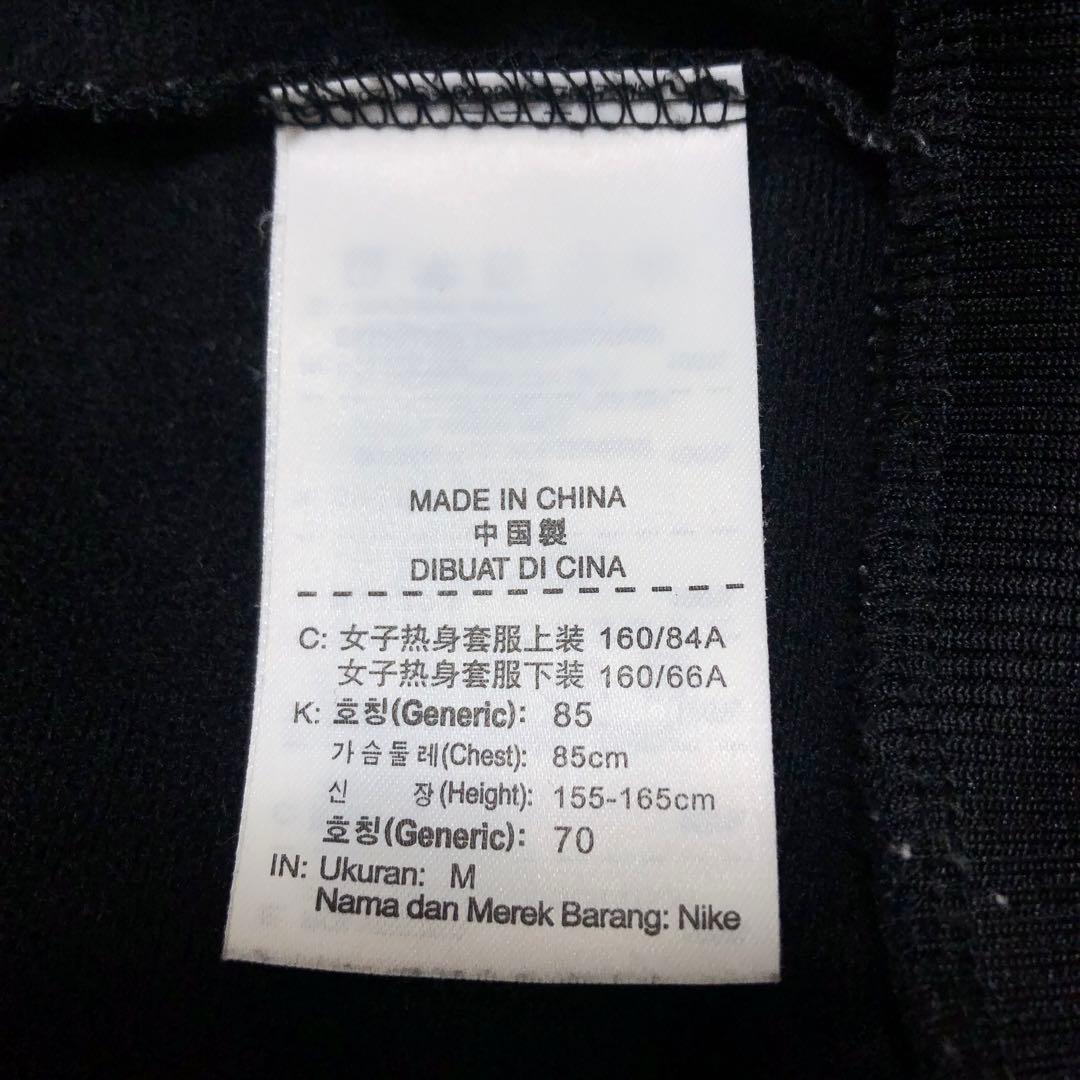 MADE IN CHINA
中国製
DIBUAT DI CINA
C: 女子热身套服上装 160/84A
女子热身套服下装 160/66A
K: 호칭(Generic): 85
가슴둘레(Chest): 85cm
신 장(Height): 155-165cm
호칭(Generic): 70
IN: Ukuran: M
Nama dan Merek Barang: Nike